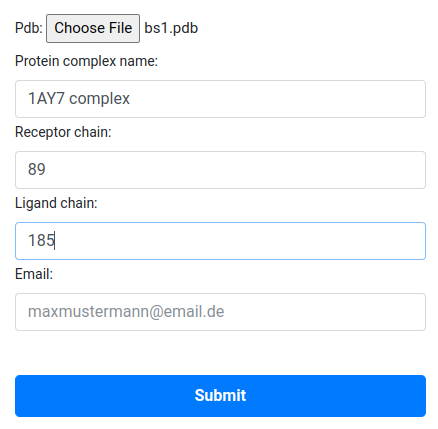 Pdb: Choose File bs1.pdb
Protein complex name:
1AY7 complex
Receptor chain:
89
Ligand chain:
185
Email:
maxmustermann@email.de
Submit